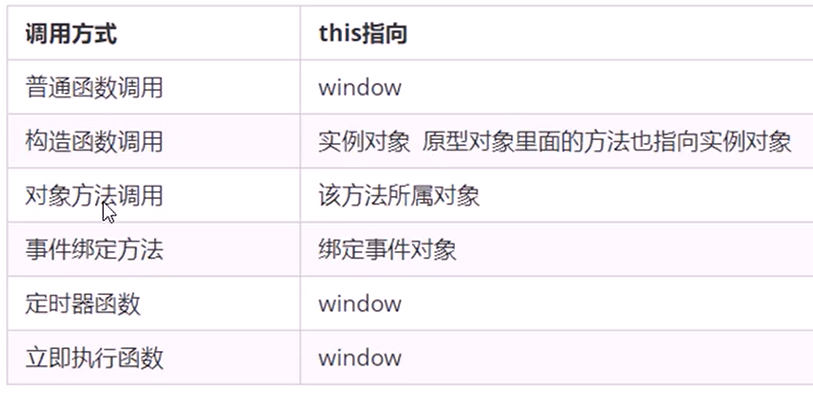 调用方式 this指向
普通函数调用 window
构造函数调用 实例对象 原型对象里面的方法也指向实例对象
对象方法调用 该方法所属对象
事件绑定方法 绑定事件对象
定时器函数 window
立即执行函数 window